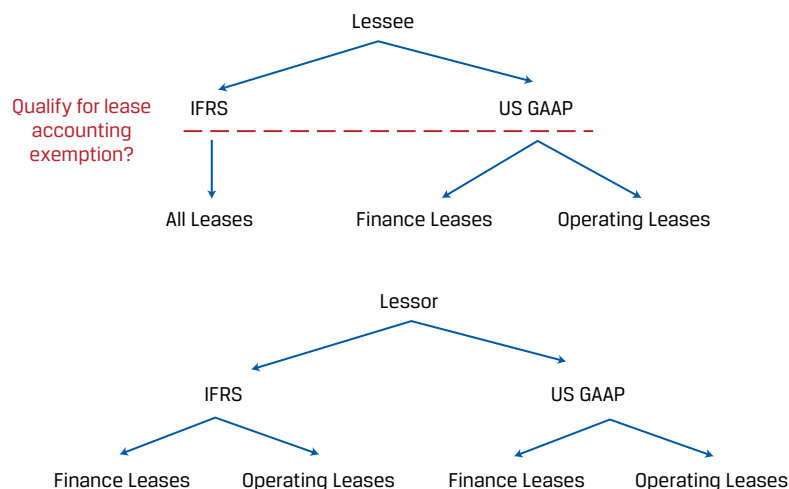 Lessee
Qualify for lease
accounting
exemption?
IFRS
US GAAP
All Leases
Finance Leases
Operating Leases
Lessor
IFRS
US GAAP
Finance Leases
Operating Leases
Finance Leases
Operating Leases